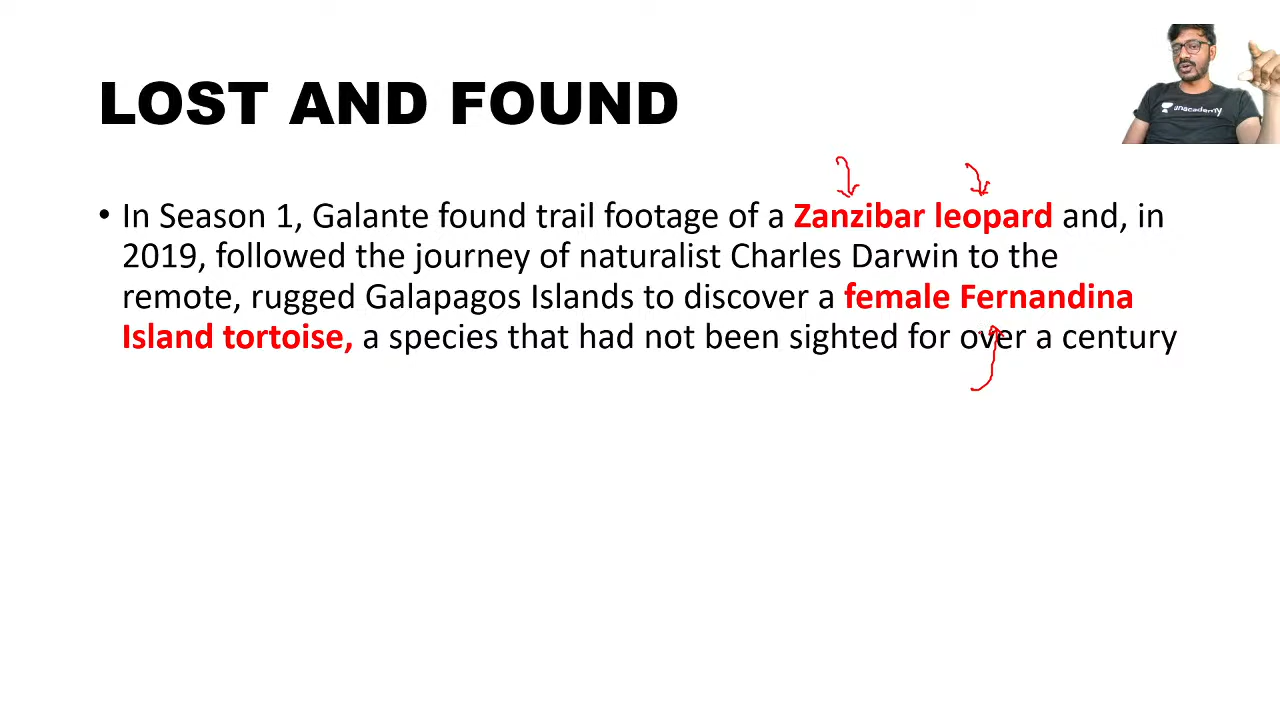 LOST AND FOUND
unacademy
• In Season 1, Galante found trail footage of a Zanzibar leopard and, in
2019, followed the journey of naturalist Charles Darwin to the
remote, rugged Galapagos Islands to discover a female Fernandina
Island tortoise, a species that had not been sighted for over a century